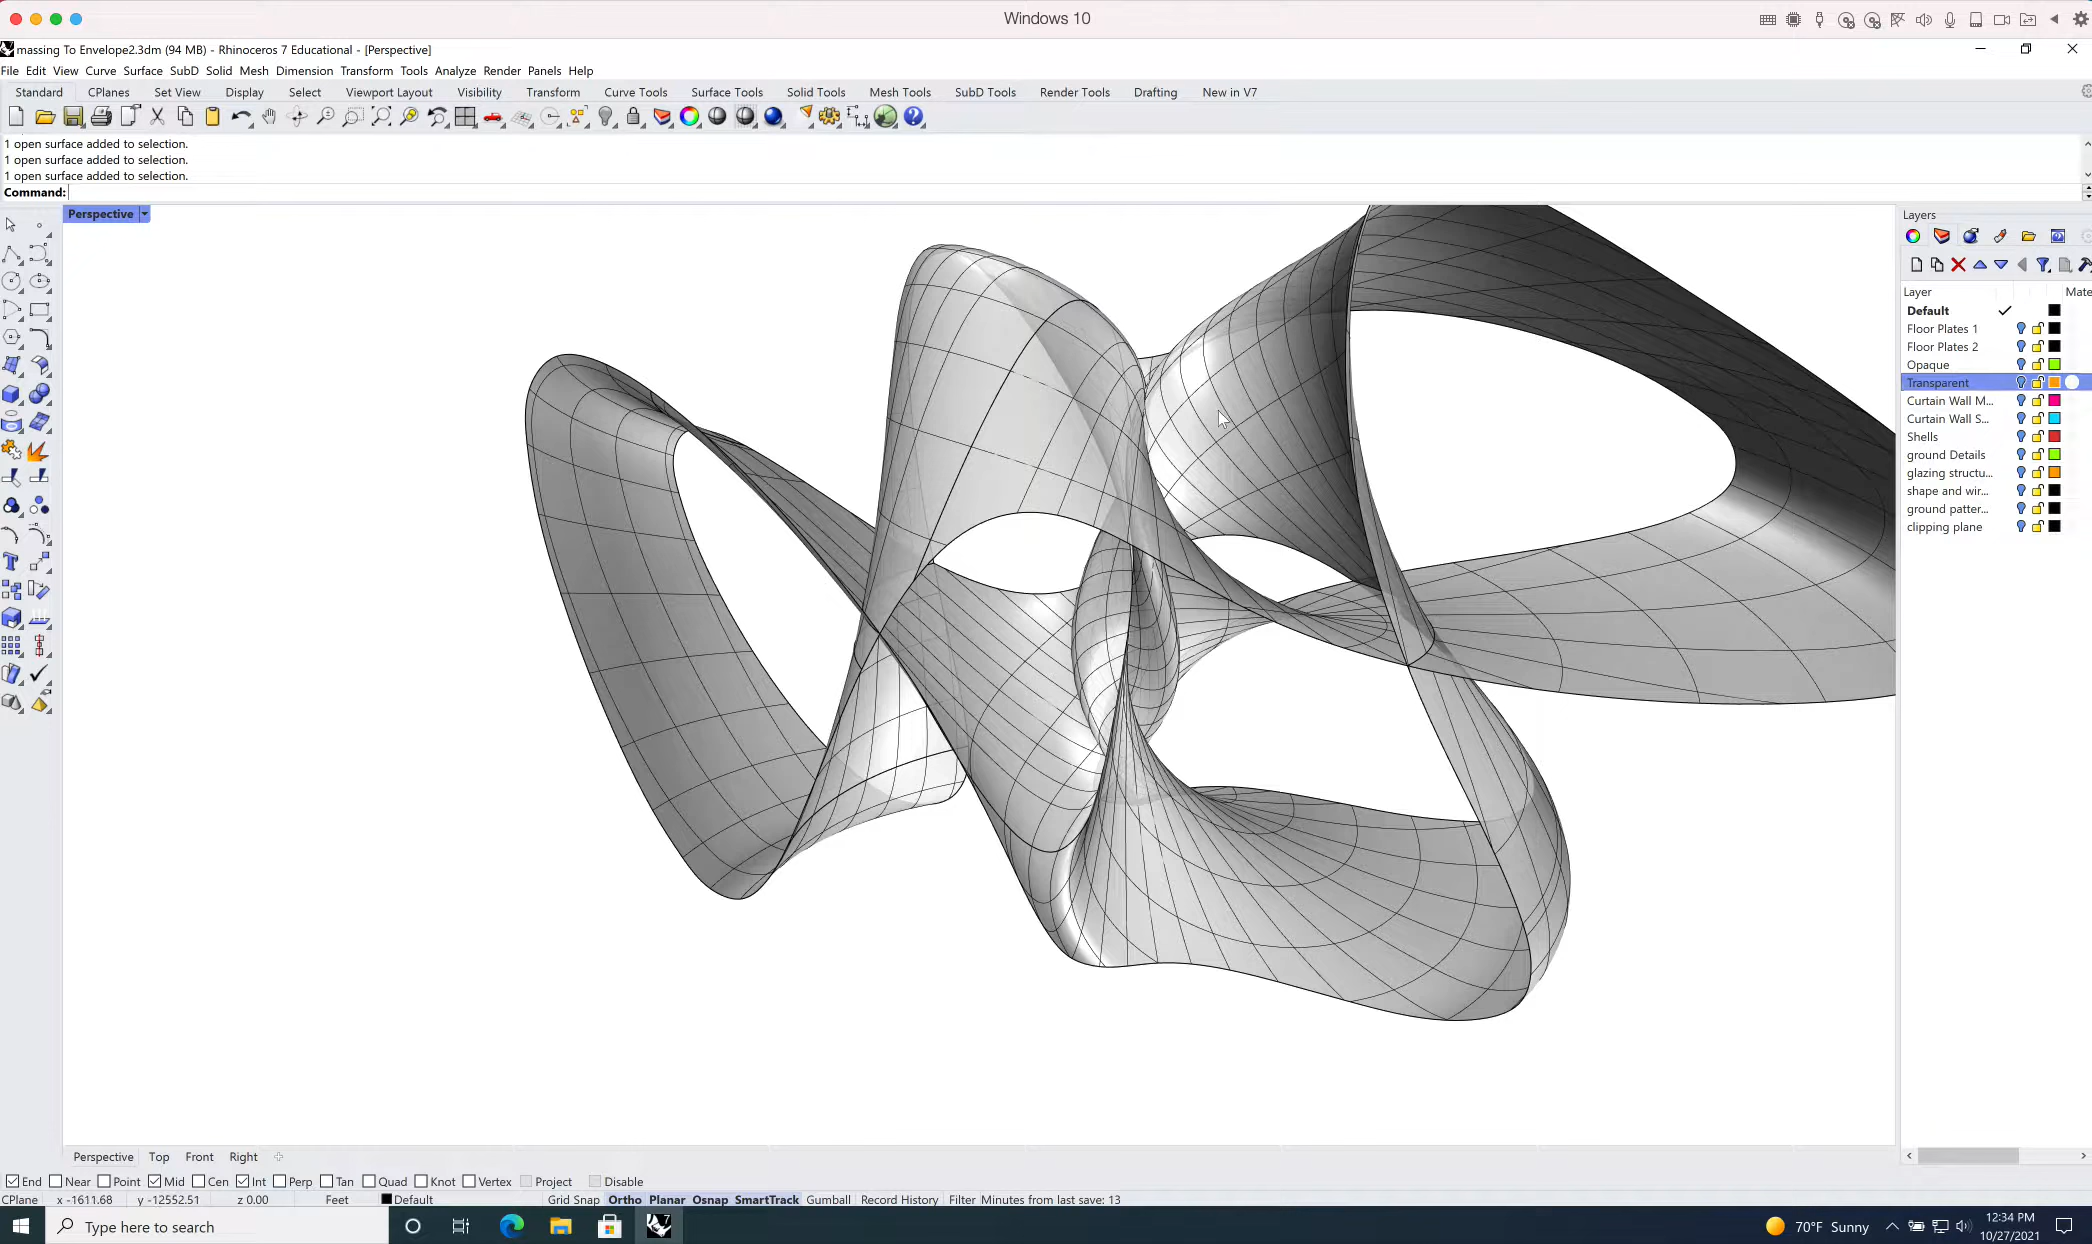 Windows 10
massing To Envelope2.3dm (94 MB) - Rhinoceros 7 Educational - [Perspective]
File Edit View Curve Surface SubD Solid Mesh Dimension Transform Tools Analyze Render Panels Help
Standard CPlanes Set View Display Select Viewport Layout Visibility Transform Curve Tools Surface Tools Solid Tools Mesh Tools SubD Tools Render Tools Drafting New in V7
1 open surface added to selection.
1 open surface added to selection.
1 open surface added to selection.
Command:
Perspective
Layers
Layer Mate
Default
Floor Plates 1
Floor Plates 2
Opaque
Transparent
Curtain Wall M...
Curtain Wall S...
Shells
ground Details
glazing structu...
shape and wir...
ground patter...
clipping plane
Perspective Top Front Right
End Near Point Mid Cen Int Perp Tan Quad Knot Vertex Project Disable
CPlane x -1611.68 y -12552.51 z 0.00 Feet Default Grid Snap Ortho Planar Osnap SmartTrack Gumball Record History Filter Minutes from last save: 13
Type here to search
70°F Sunny
12:34 PM
10/27/2021